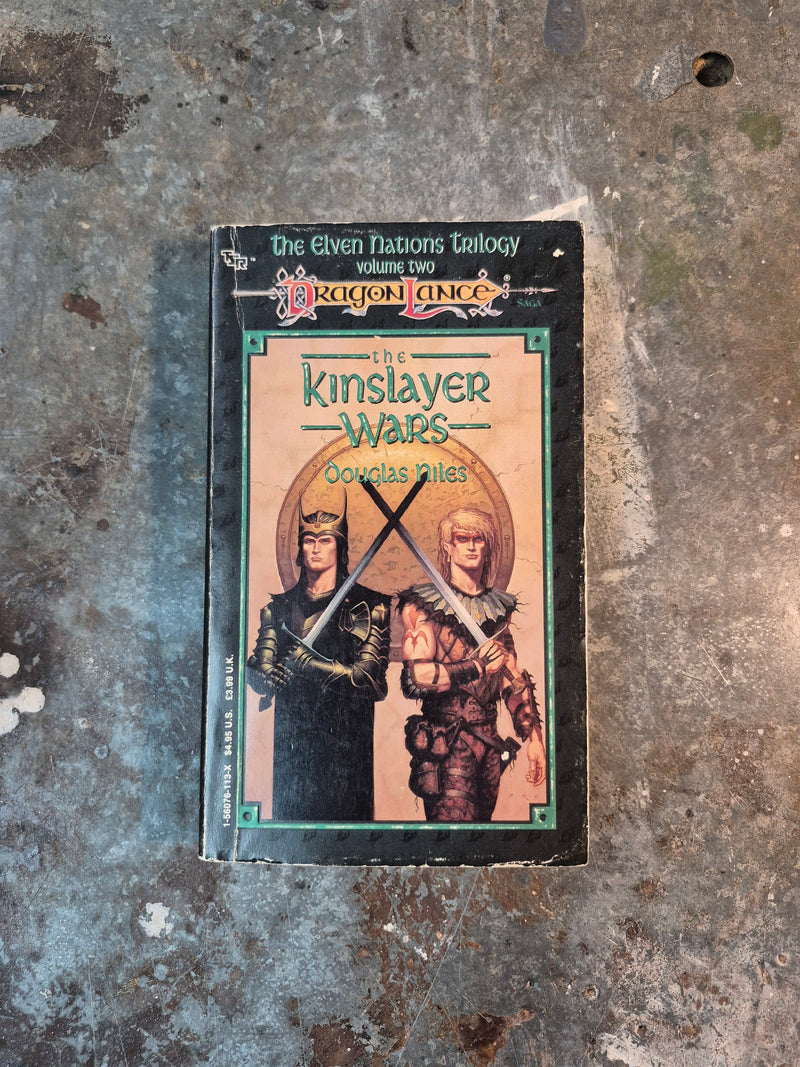 The Elven Nations Trilogy
volume two
TSR™
DragonLance®
Saga
the
Kinslayer
Wars
Douglas Niles
1-56076-113-X $4.95 U.S. £3.99 U.K.